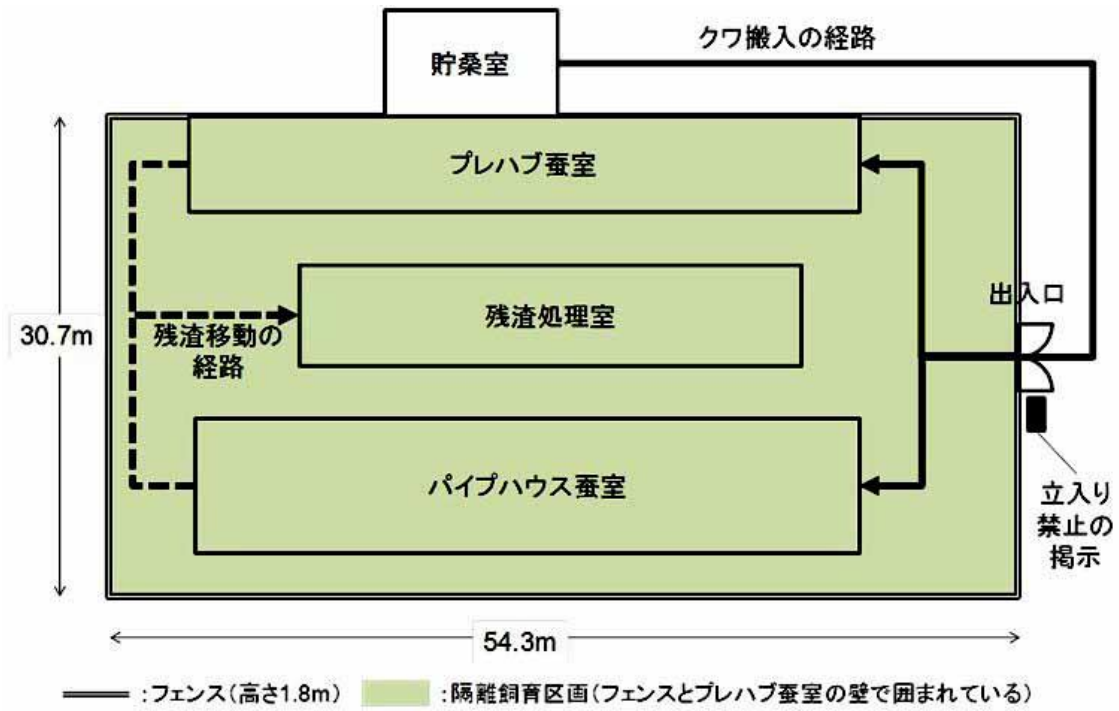 クワ搬入の経路
貯桑室
プレハブ蚕室
出入口
残渣処理室
30.7m
残渣移動の
経路
パイプハウス蚕室
立入り
禁止の
掲示
54.3m
:フェンス(高さ1.8m)
:隔離飼育区画(フェンスとプレハブ蚕室の壁で囲まれている)